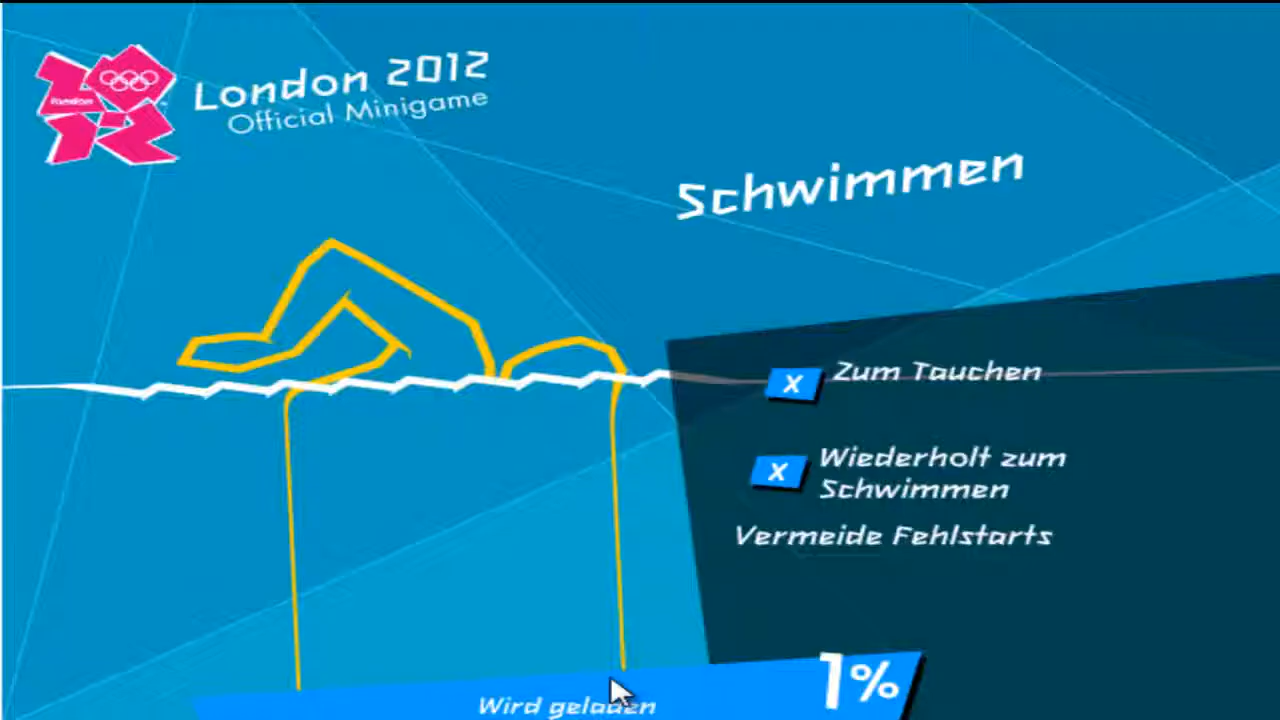 London 2012
Official Minigame
london
Schwimmen
X Zum Tauchen
X Wiederholt zum
Schwimmen
Vermeide Fehlstarts
Wird geladen
1%